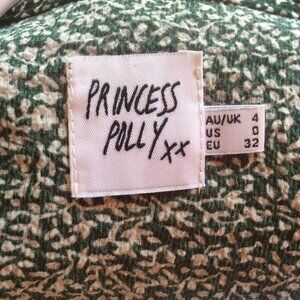 PRINCESS
POLLY xx
AU/UK 4
US 0
EU 32